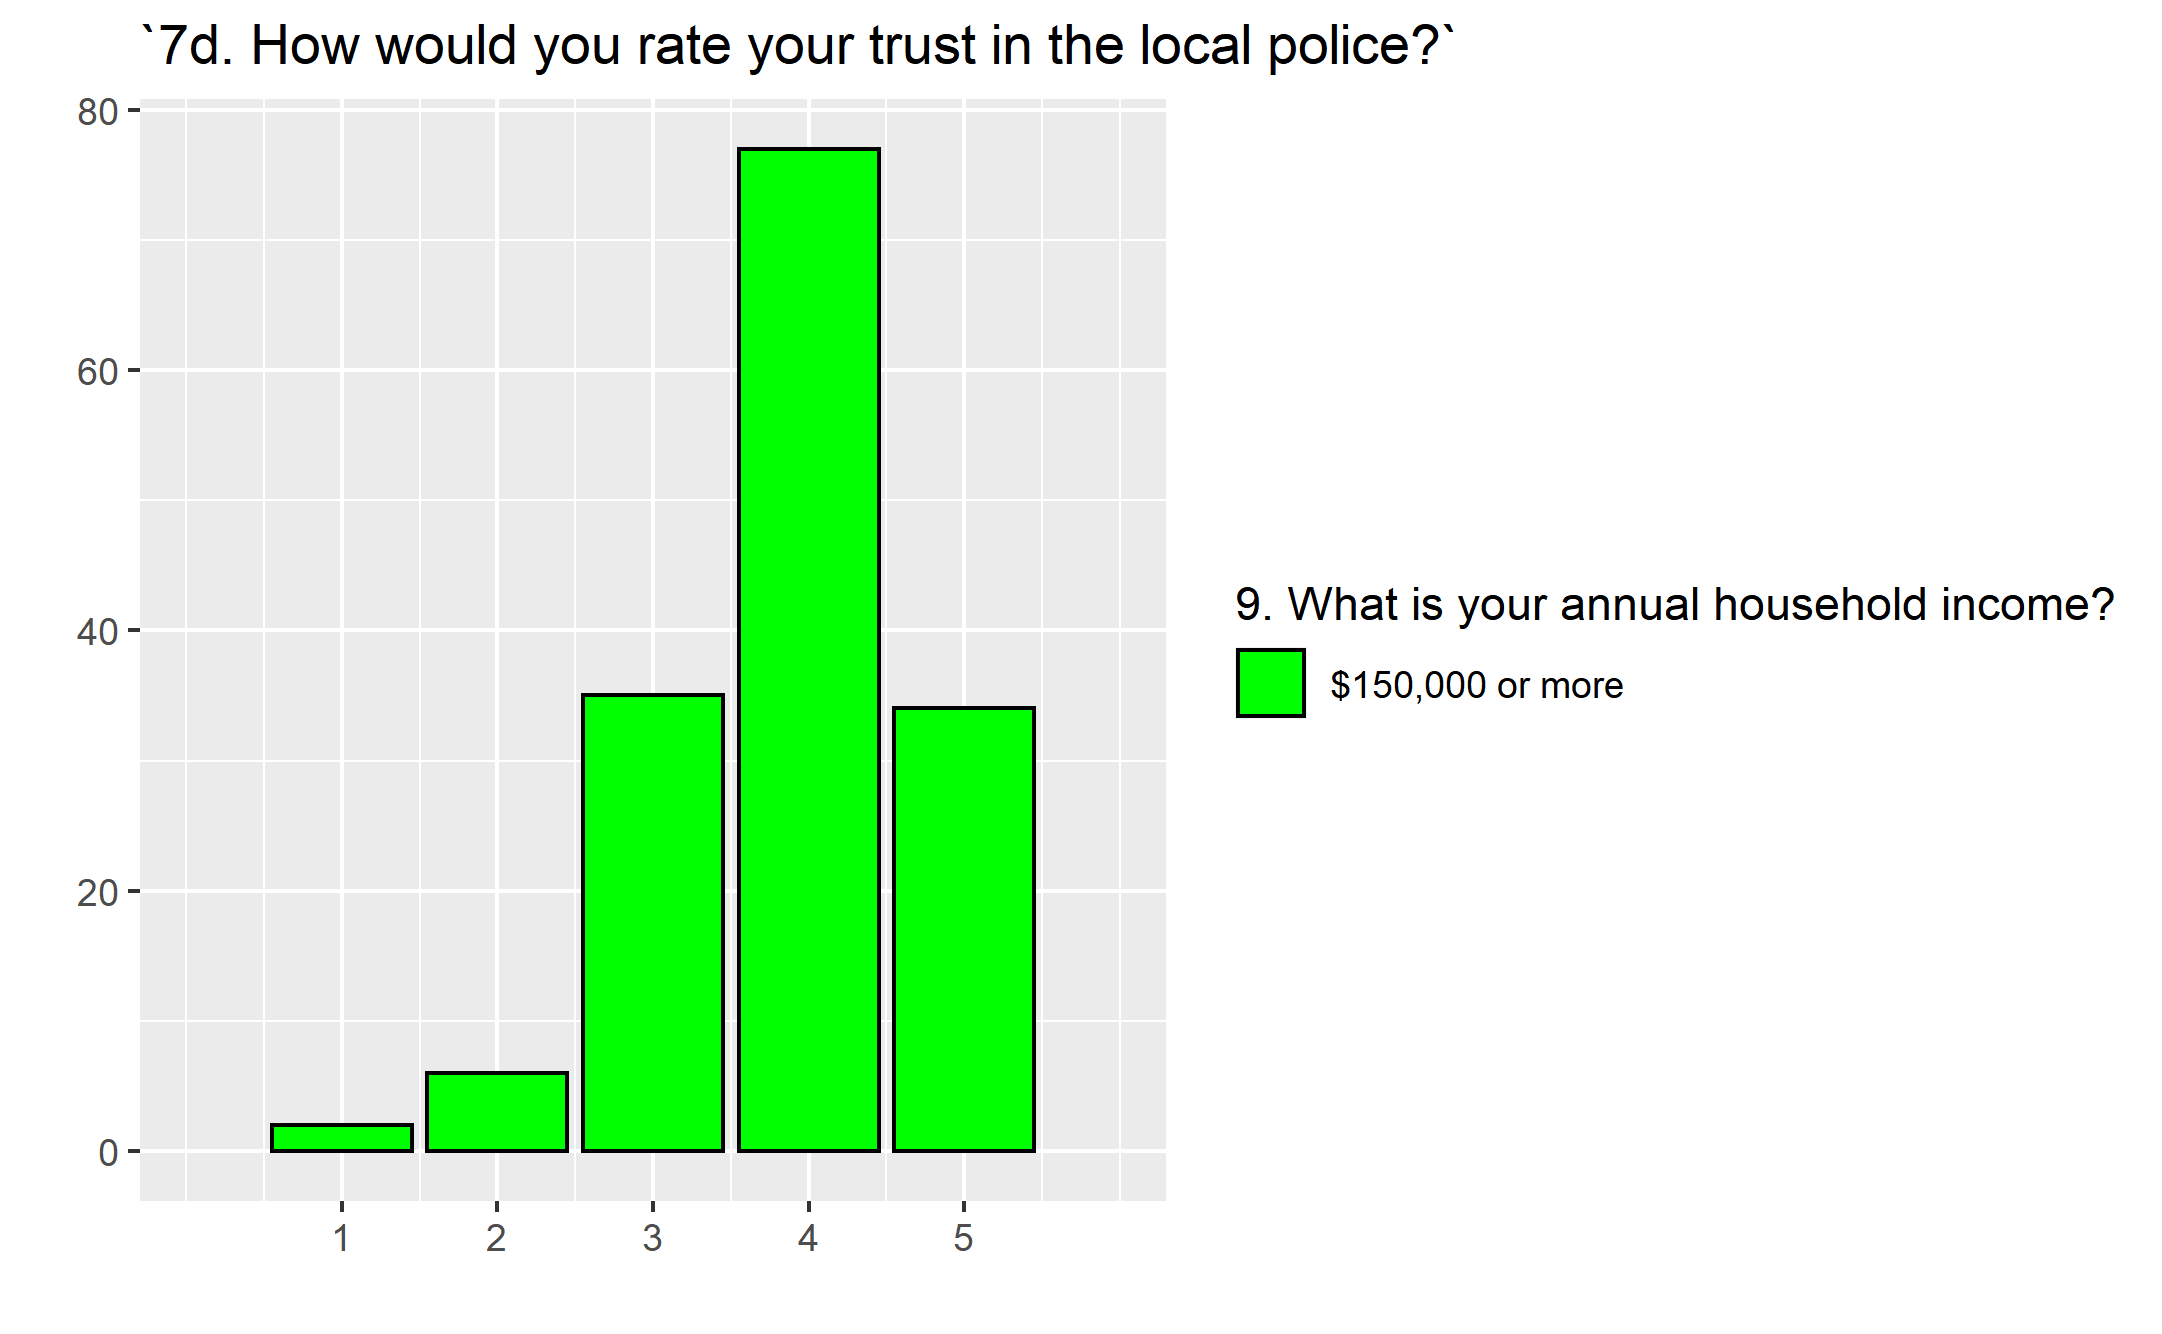 `7d. How would you rate your trust in the local police?`
80
60
40
20
0
1 2 3 4 5
9. What is your annual household income?
$150,000 or more